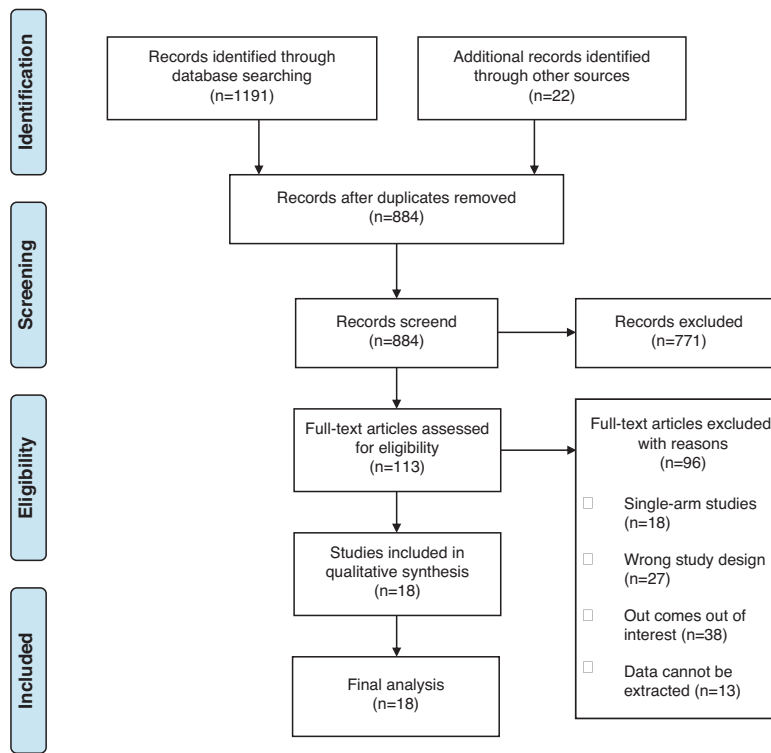 Identification
Records identified through
database searching
(n=1191)
Additional records identified
through other sources
(n=22)
Records after duplicates removed
(n=884)
Screening
Records screend
(n=884)
Records excluded
(n=771)
Eligibility
Full-text articles assessed
for eligibility
(n=113)
Full-text articles excluded
with reasons
(n=96)
Single-arm studies
(n=18)
Wrong study design
(n=27)
Out comes out of
interest (n=38)
Data cannot be
extracted (n=13)
Studies included in
qualitative synthesis
(n=18)
Included
Final analysis
(n=18)